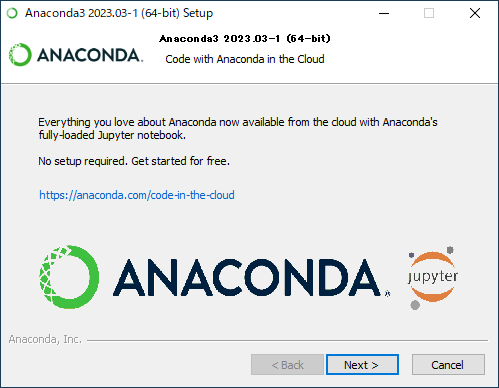 Anaconda3 2023.03-1 (64-bit) Setup
ANACONDA.
Anaconda3 2023.03-1 (64-bit)
Code with Anaconda in the Cloud
Everything you love about Anaconda now available from the cloud with Anaconda's
fully-loaded Jupyter notebook.
No setup required. Get started for free.
https://anaconda.com/code-in-the-cloud
ANACONDA®
jupyter
Anaconda, Inc.
< Back
Next >
Cancel